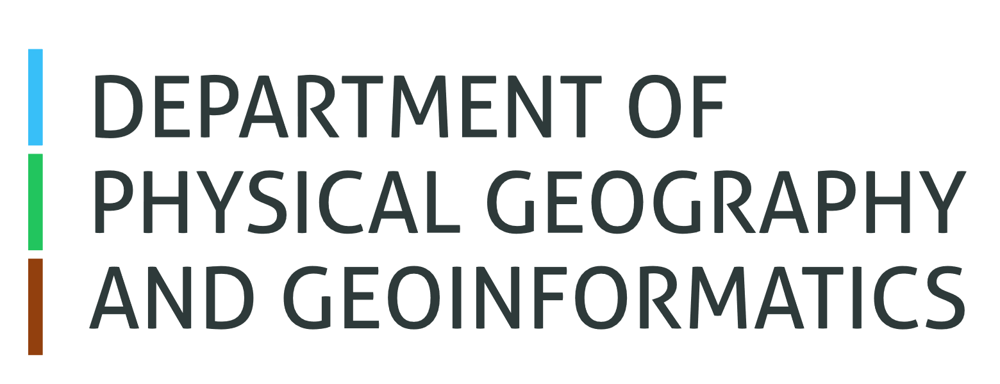 DEPARTMENT OF
PHYSICAL GEOGRAPHY
AND GEOINFORMATICS